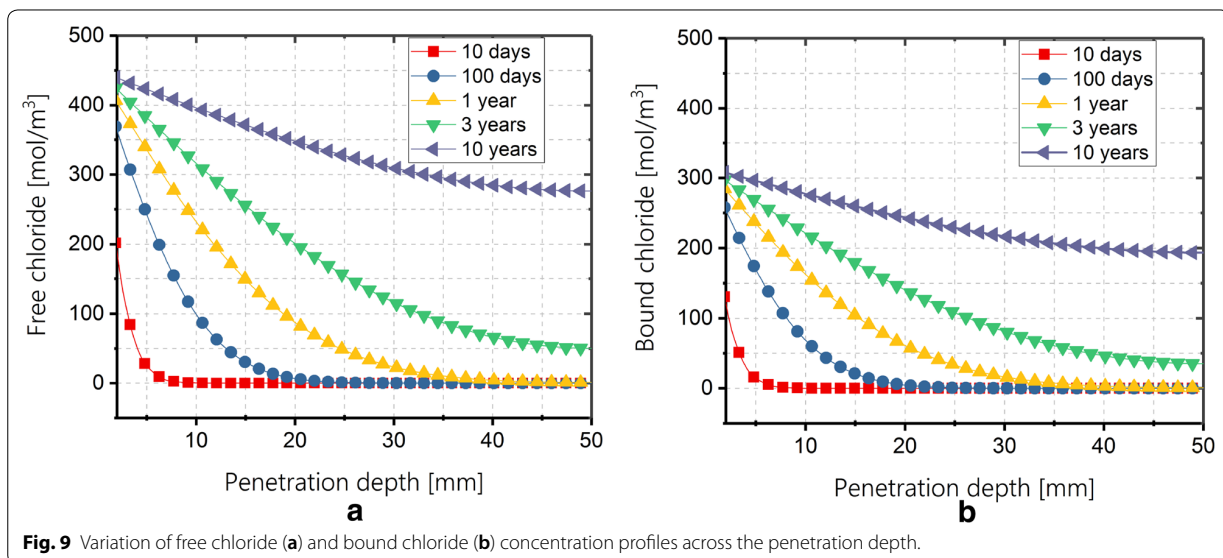 500
400
300
200
100
0
Free chloride [mol/m³]
10 days
100 days
1 year
3 years
10 years
10
20
30
40
50
Penetration depth [mm]
a
500
400
300
200
100
0
Bound chloride [mol/m³]
10 days
100 days
1 year
3 years
10 years
10
20
30
40
50
Penetration depth [mm]
b
Fig. 9 Variation of free chloride (a) and bound chloride (b) concentration profiles across the penetration depth.